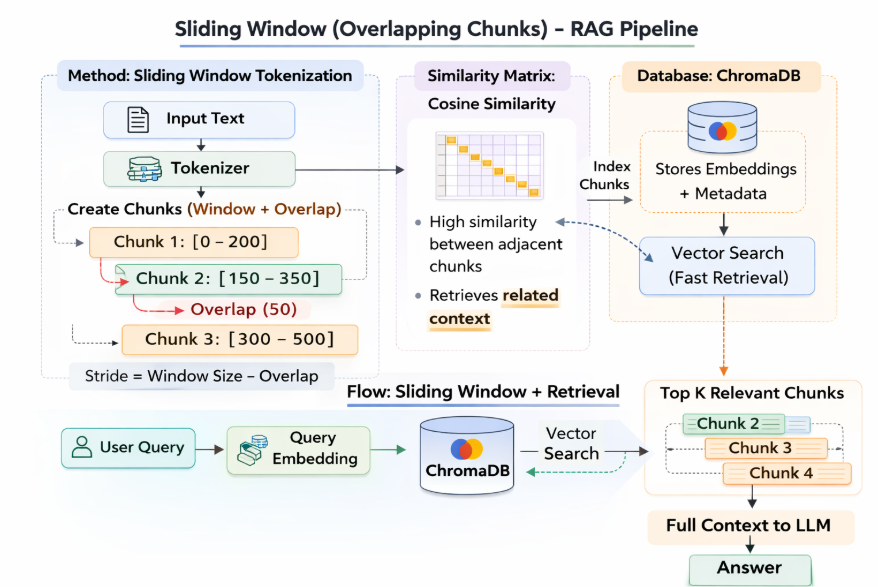 Sliding Window (Overlapping Chunks) – RAG Pipeline
Method: Sliding Window Tokenization
Input Text
Tokenizer
Create Chunks (Window + Overlap)
Chunk 1: [0 – 200]
Chunk 2: [150 – 350]
Overlap (50)
Chunk 3: [300 – 500]
Stride = Window Size – Overlap
Similarity Matrix:
Cosine Similarity
• High similarity
between adjacent
chunks
• Retrieves related
context
Index
Chunks
Database: ChromaDB
Stores Embeddings
+ Metadata
Vector Search
(Fast Retrieval)
Flow: Sliding Window + Retrieval
User Query
Query
Embedding
ChromaDB
Vector
Search
Top K Relevant Chunks
Chunk 2
Chunk 3
Chunk 4
Full Context to LLM
Answer